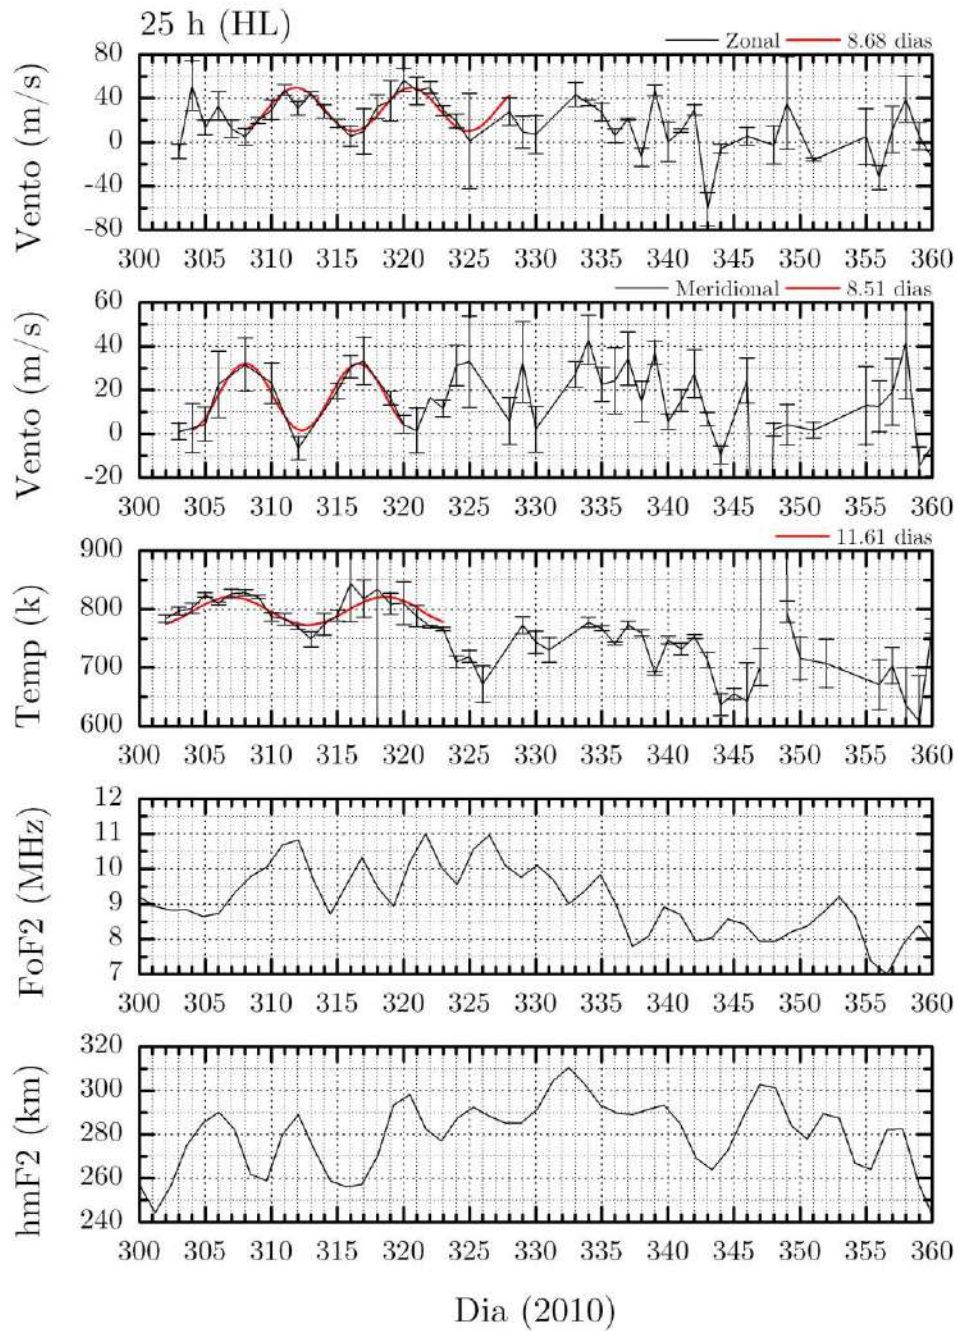 25 h (HL)
Zonal 8.68 dias
Vento (m/s)
80
40
0
-40
-80
300 305 310 315 320 325 330 335 340 345 350 355 360
Meridional 8.51 dias
Vento (m/s)
60
40
20
0
-20
300 305 310 315 320 325 330 335 340 345 350 355 360
11.61 dias
Temp (k)
900
800
700
600
300 305 310 315 320 325 330 335 340 345 350 355 360
FoF2 (MHz)
12
11
10
9
8
7
300 305 310 315 320 325 330 335 340 345 350 355 360
hmF2 (km)
320
300
280
260
240
300 305 310 315 320 325 330 335 340 345 350 355 360
Dia (2010)